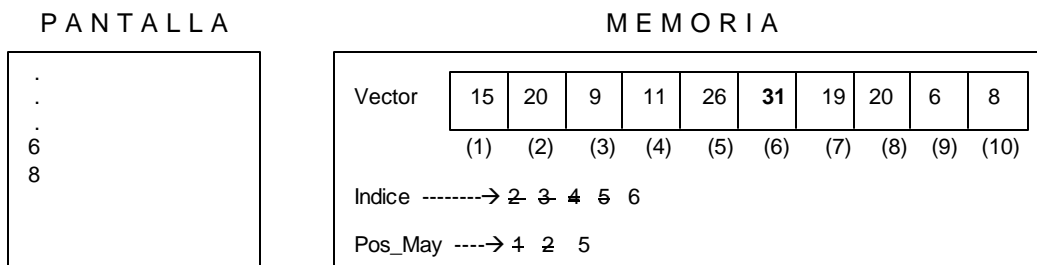 PANTALLA
MEMORIA
.
.
.
6
8
Vector 15 20 9 11 26 31 19 20 6 8
(1) (2) (3) (4) (5) (6) (7) (8) (9) (10)
Indice --------→ 2 3 4 5 6
Pos_May ----→ 1 2 5